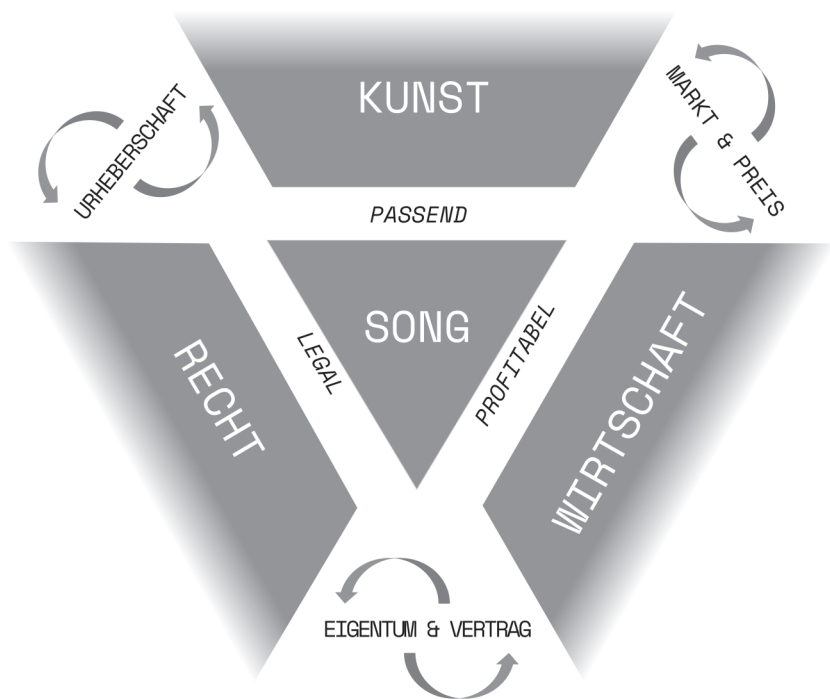 KUNST
URHEBERSCHAFT
MARKT & PREIS
PASSEND
SONG
LEGAL
PROFITABEL
RECHT
WIRTSCHAFT
EIGENTUM & VERTRAG